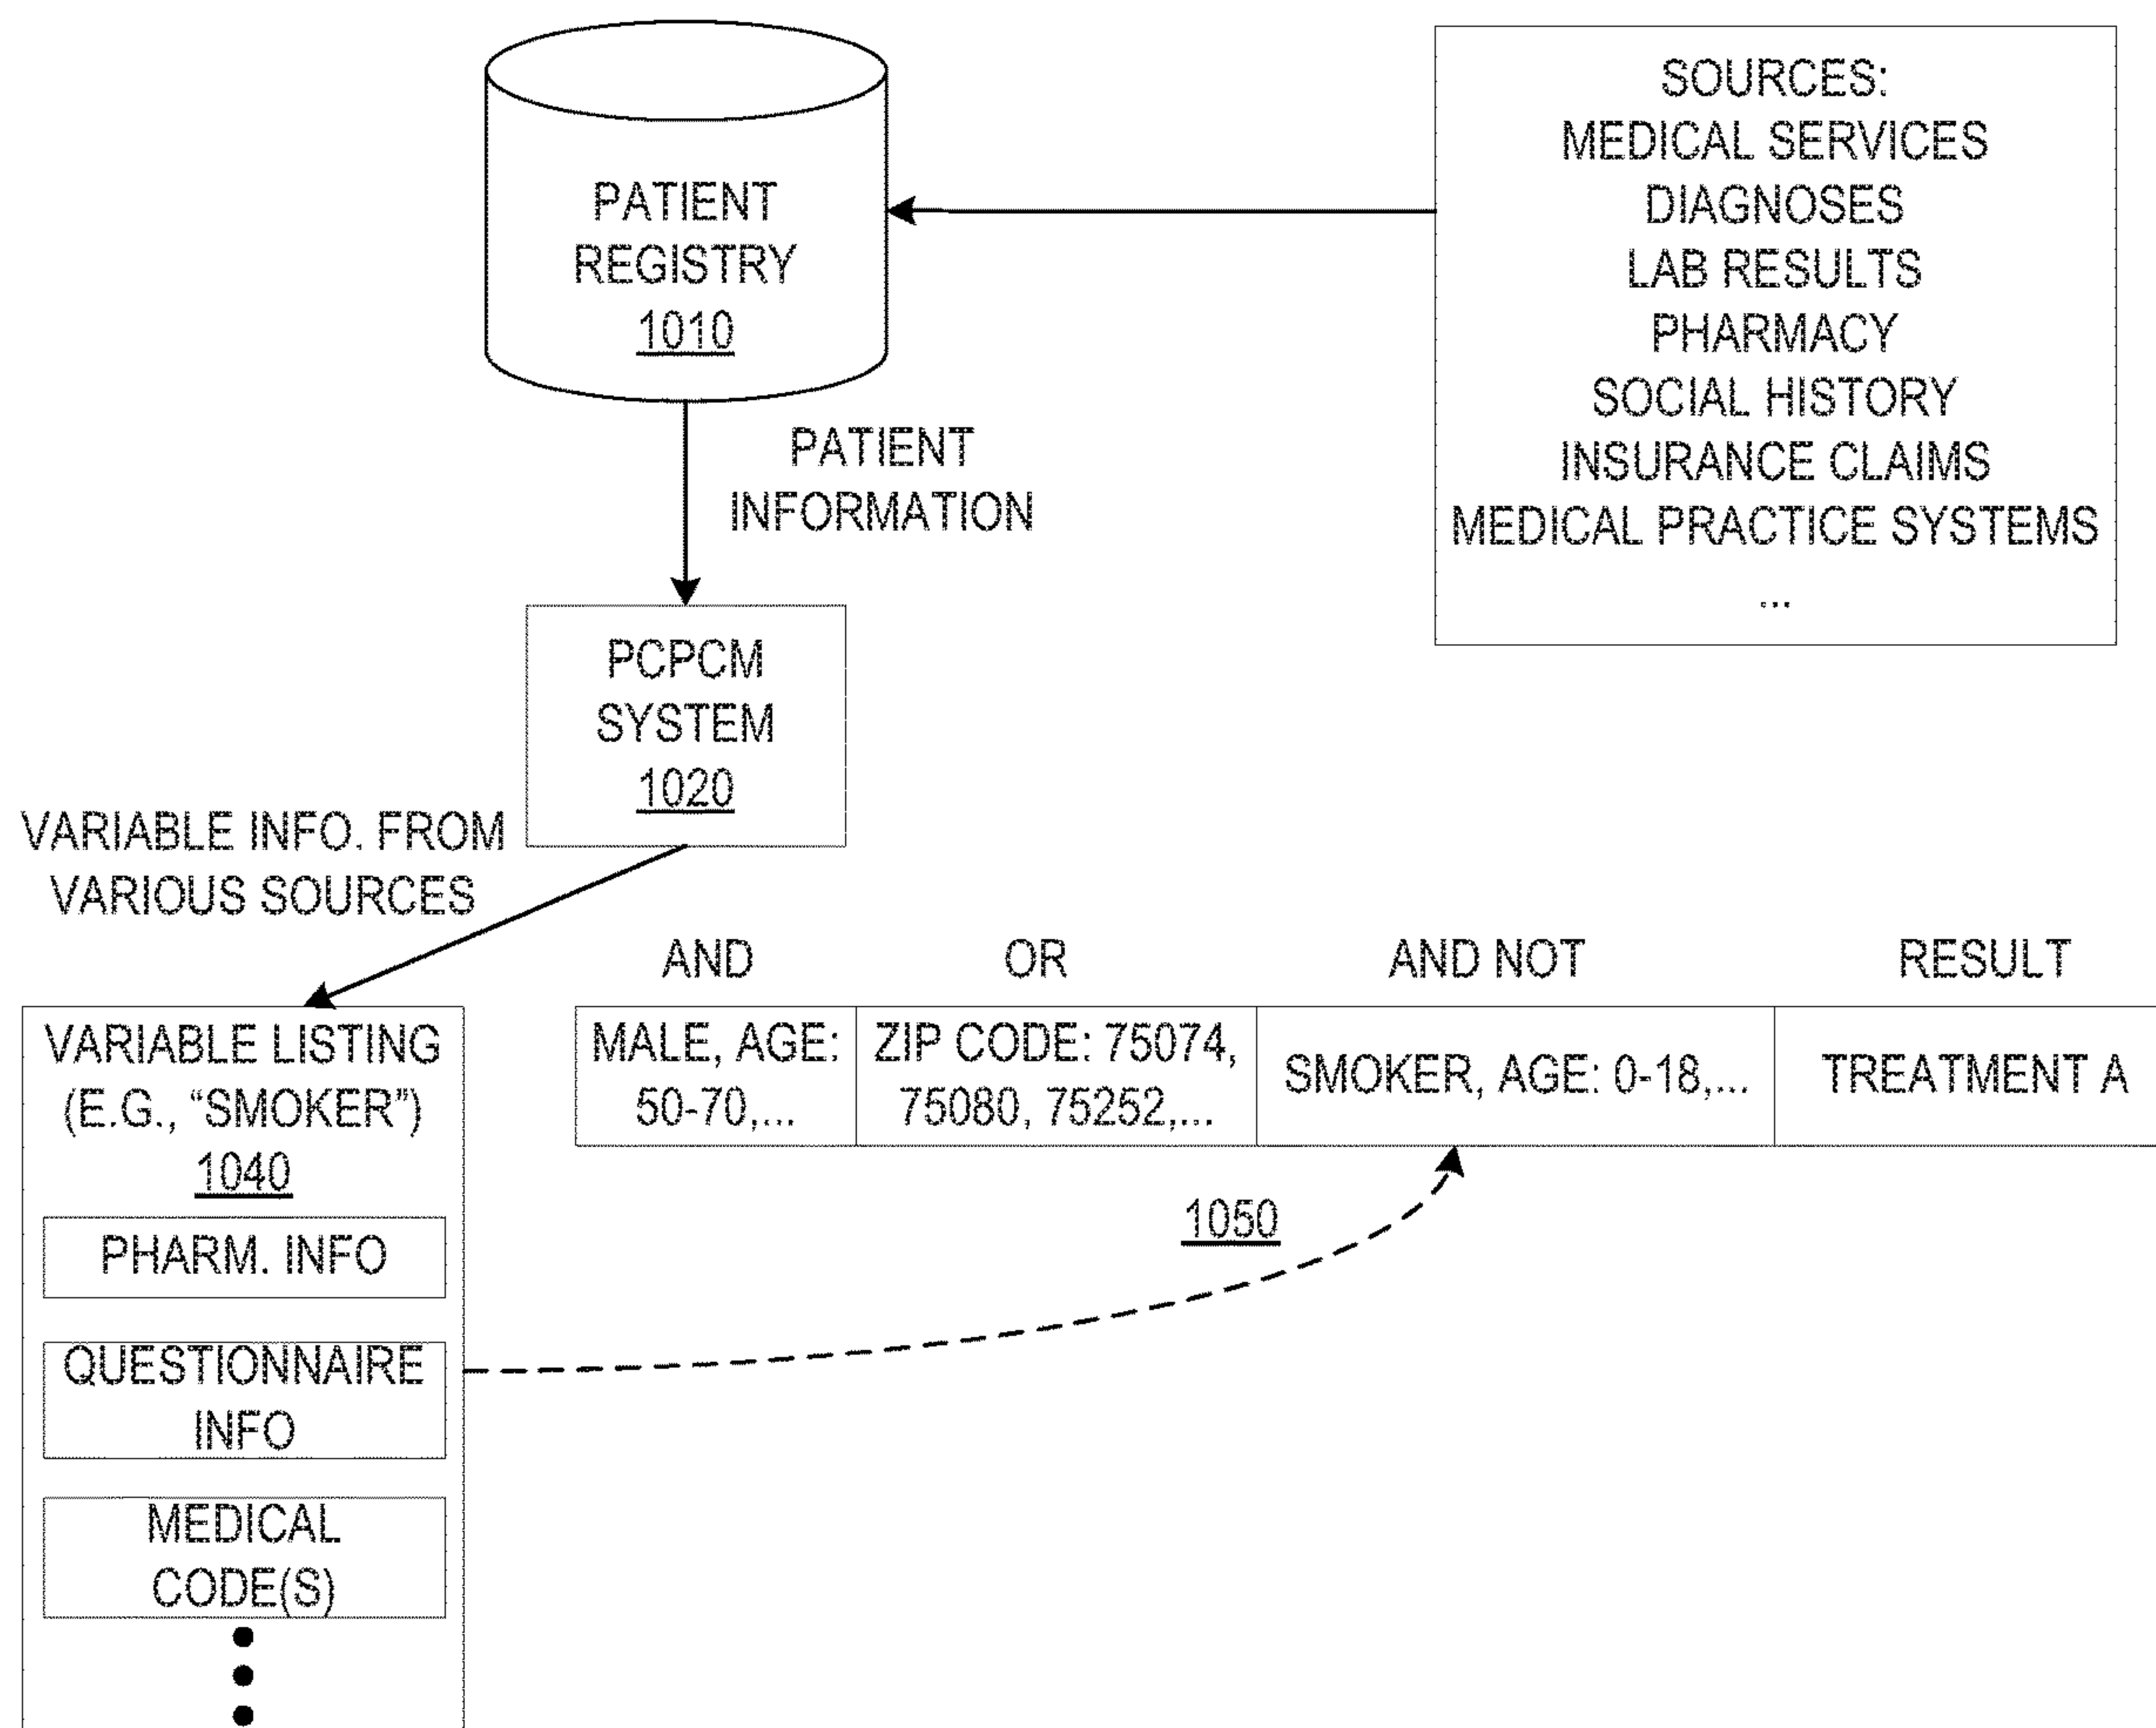 PATIENT
REGISTRY
1010
SOURCES:
MEDICAL SERVICES
DIAGNOSES
LAB RESULTS
PHARMACY
SOCIAL HISTORY
INSURANCE CLAIMS
MEDICAL PRACTICE SYSTEMS
...
PATIENT
INFORMATION
PCPCM
SYSTEM
1020
VARIABLE INFO. FROM
VARIOUS SOURCES
AND
OR
AND NOT
RESULT
MALE, AGE:
50-70,...
ZIP CODE: 75074,
75080, 75252,...
SMOKER, AGE: 0-18,...
TREATMENT A
1050
VARIABLE LISTING
(E.G., “SMOKER”)
1040
PHARM. INFO
QUESTIONNAIRE
INFO
MEDICAL
CODE(S)